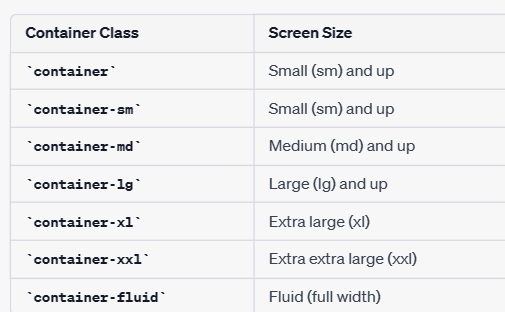 Container Class Screen Size
`container` Small (sm) and up
`container-sm` Small (sm) and up
`container-md` Medium (md) and up
`container-lg` Large (lg) and up
`container-xl` Extra large (xl)
`container-xxl` Extra extra large (xxl)
`container-fluid` Fluid (full width)